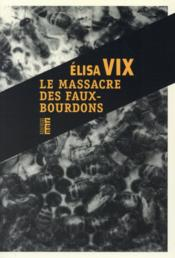 ÉLISA VIX
LE MASSACRE
DES FAUX-
BOURDONS